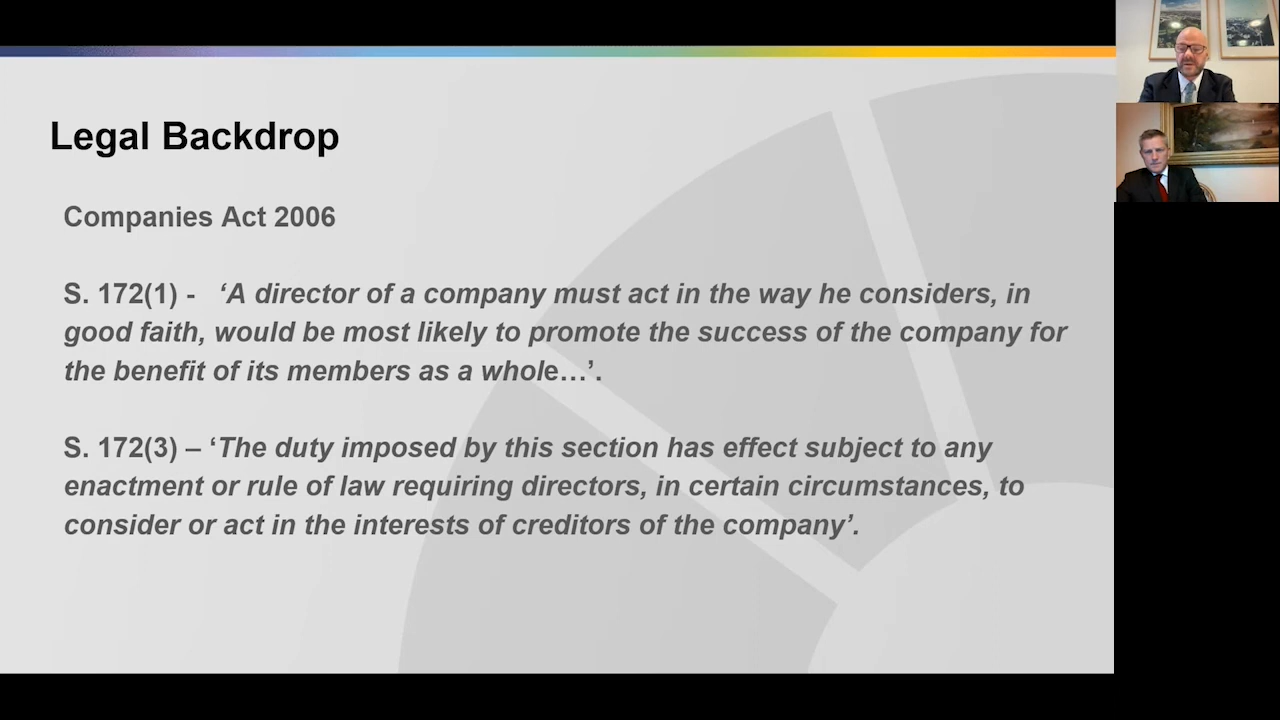 Legal Backdrop
Companies Act 2006
S. 172(1) -   ‘A director of a company must act in the way he considers, in
good faith, would be most likely to promote the success of the company for
the benefit of its members as a whole…’.
S. 172(3) – ‘The duty imposed by this section has effect subject to any
enactment or rule of law requiring directors, in certain circumstances, to
consider or act in the interests of creditors of the company’.